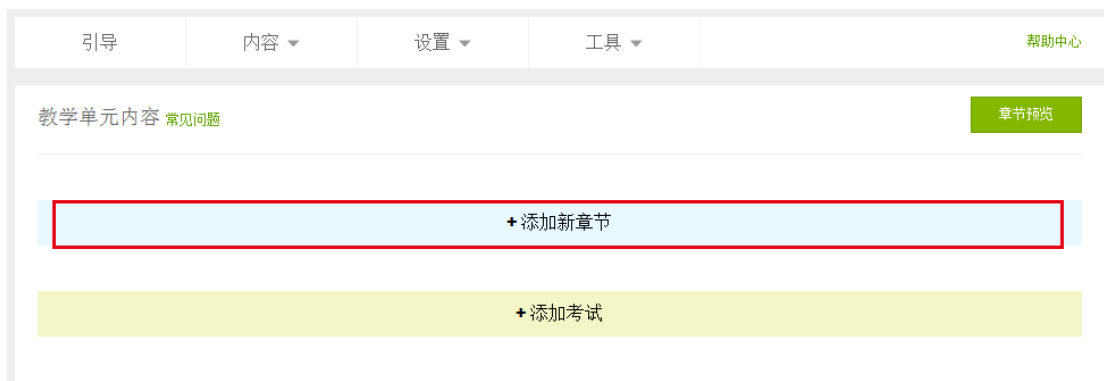 引导 内容 设置 工具 帮助中心
教学单元内容 常见问题 章节预览
+ 添加新章节
+ 添加考试